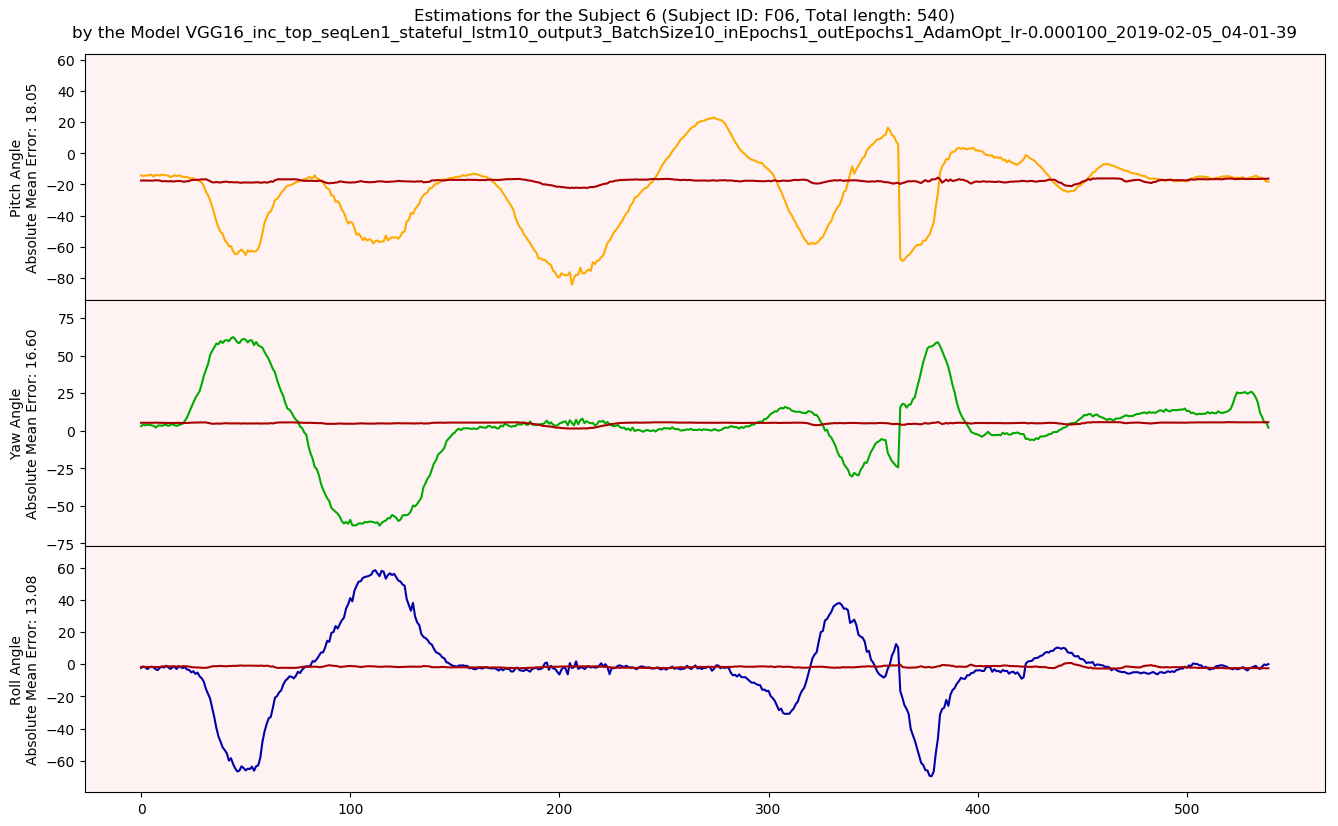 Estimations for the Subject 6 (Subject ID: F06, Total length: 540)
by the Model VGG16_inc_top_seqLen1_stateful_lstm10_output3_BatchSize10_inEpochs1_outEpochs1_AdamOpt_lr-0.000100_2019-02-05_04-01-39
Pitch Angle
Absolute Mean Error: 18.05
60
40
20
0
−20
−40
−60
−80
Yaw Angle
Absolute Mean Error: 16.60
75
50
25
0
−25
−50
−75
Roll Angle
Absolute Mean Error: 13.08
60
40
20
0
−20
−40
−60
0 100 200 300 400 500